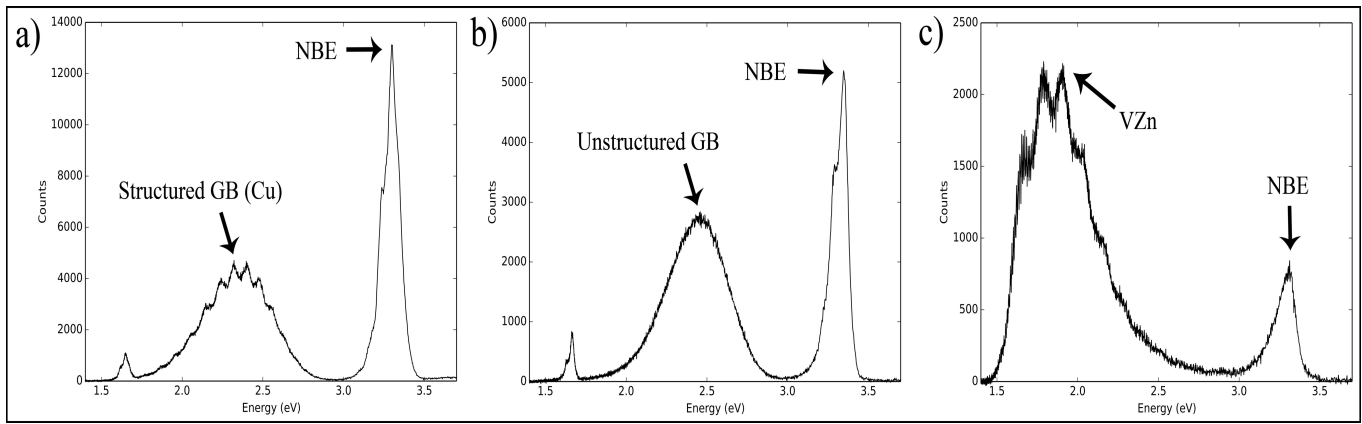 a)
14000
12000
10000
8000
6000
4000
2000
0
Counts
NBE
Structured GB (Cu)
1.5 2.0 2.5 3.0 3.5
Energy (eV)
b)
6000
5000
4000
3000
2000
1000
0
Counts
NBE
Unstructured GB
1.5 2.0 2.5 3.0 3.5
Energy (eV)
c)
2500
2000
1500
1000
500
0
Counts
VZn
NBE
1.5 2.0 2.5 3.0 3.5
Energy (eV)